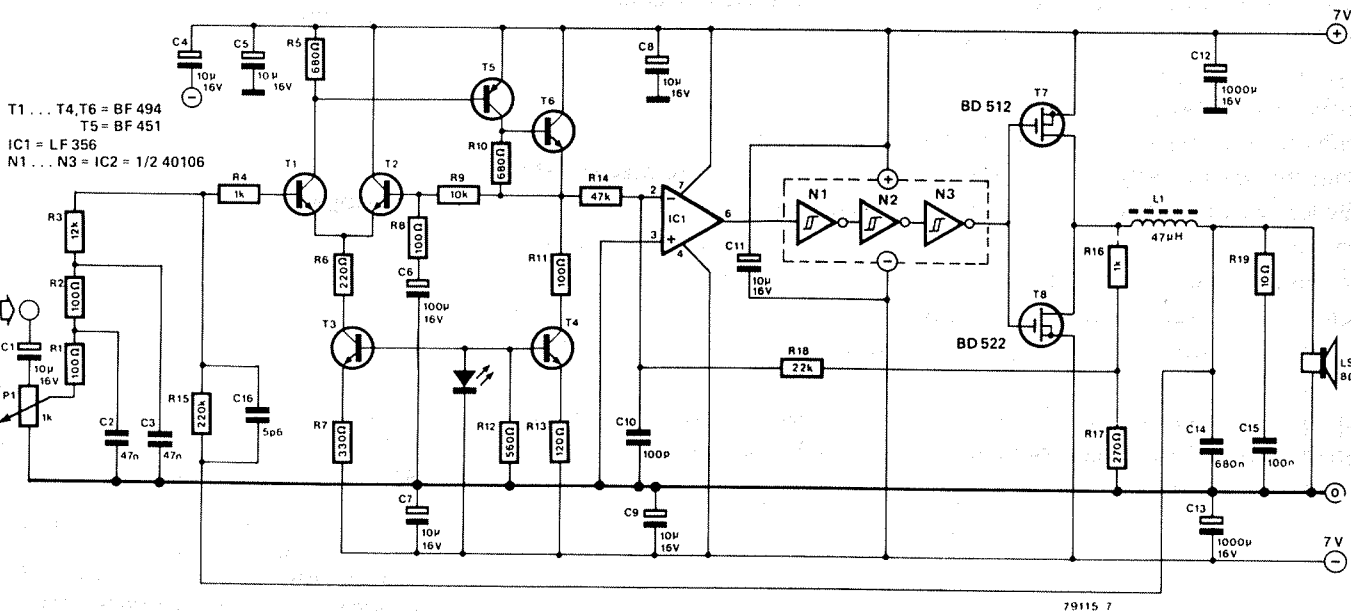 7V
+
C4
10µ
16V
−
C5
10µ
16V
R5
680Ω
T5
T6
C8
10µ
16V
C12
1000µ
16V
T7
BD 512
T1 ... T4,T6 = BF 494
T5 = BF 451
IC1 = LF 356
N1 ... N3 = IC2 = 1/2 40106
R10
680Ω
T1
T2
R4
1k
R9
10k
R14
47k
2
−
7
IC1
6
3
+
4
+
N1
N2
N3
−
C11
10µ
16V
L1
47µH
R3
12k
R8
100Ω
C6
100µ
16V
R6
220Ω
R11
100Ω
R16
1k
R19
10Ω
R2
100Ω
T8
BD 522
C1
10µ
16V
R1
100Ω
T3
T4
R18
22k
LS
8Ω
P1
1k
R15
220k
C16
5p6
C2
47n
C3
47n
R7
330Ω
R12
560Ω
R13
120Ω
C10
100p
R17
270Ω
C14
680n
C15
100n
0
C7
10µ
16V
C9
10µ
16V
C13
1000µ
16V
7V
−
79115 7